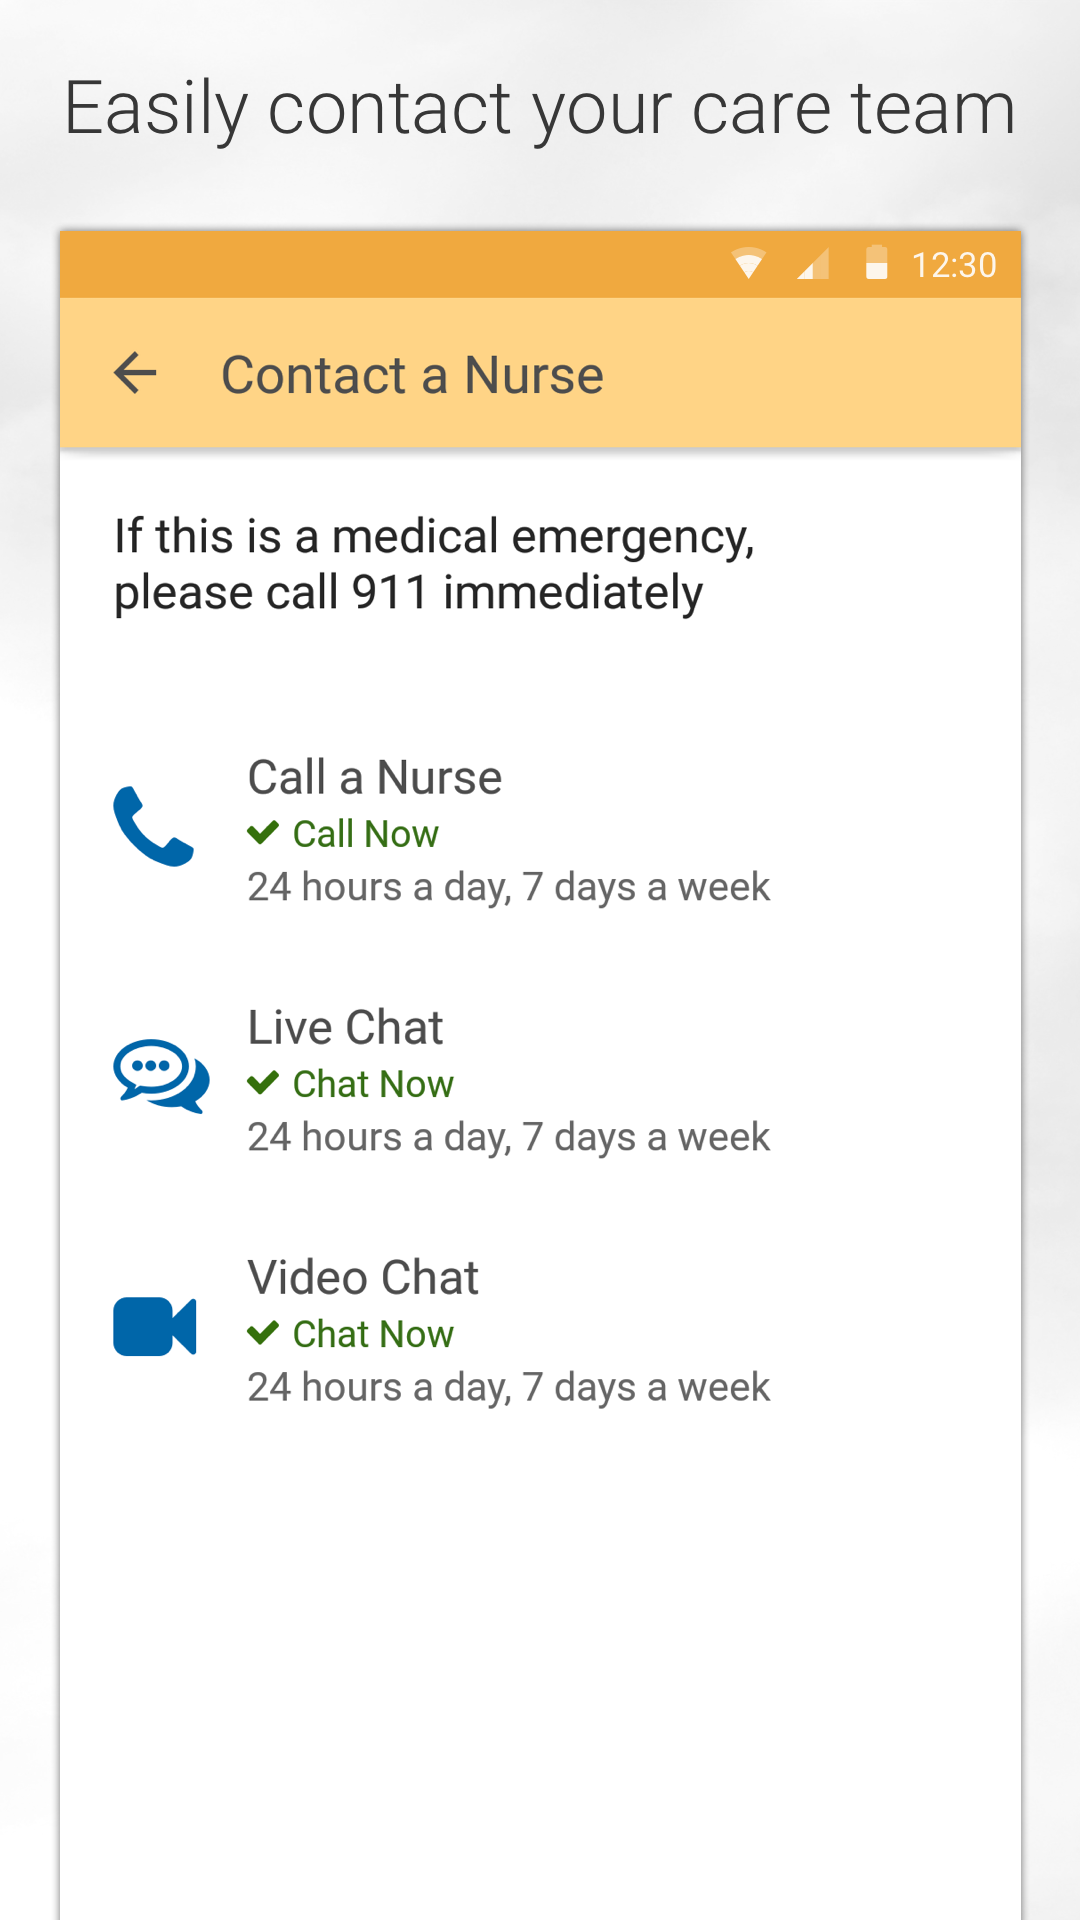 Easily contact your care team
12:30
Contact a Nurse
If this is a medical emergency,
please call 911 immediately
Call a Nurse
Call Now
24 hours a day, 7 days a week
Live Chat
Chat Now
24 hours a day, 7 days a week
Video Chat
Chat Now
24 hours a day, 7 days a week